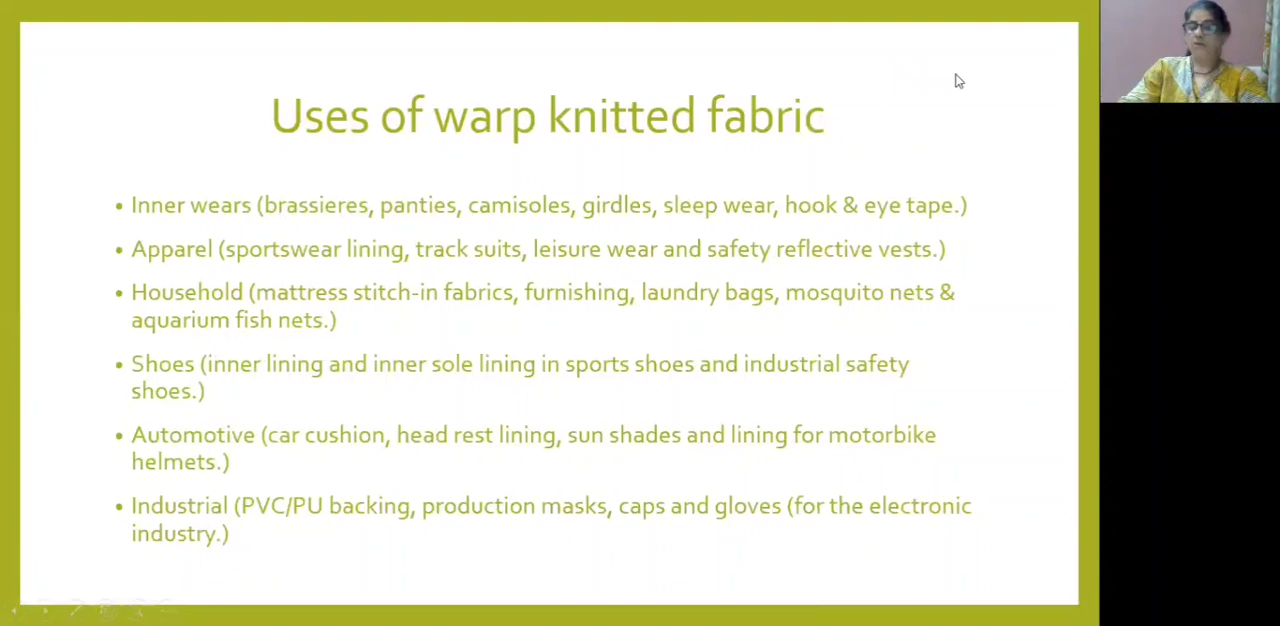 Uses of warp knitted fabric
• Inner wears (brassieres, panties, camisoles, girdles, sleep wear, hook & eye tape.)
• Apparel (sportswear lining, track suits, leisure wear and safety reflective vests.)
• Household (mattress stitch-in fabrics, furnishing, laundry bags, mosquito nets &
aquarium fish nets.)
• Shoes (inner lining and inner sole lining in sports shoes and industrial safety
shoes.)
• Automotive (car cushion, head rest lining, sun shades and lining for motorbike
helmets.)
• Industrial (PVC/PU backing, production masks, caps and gloves (for the electronic
industry.)